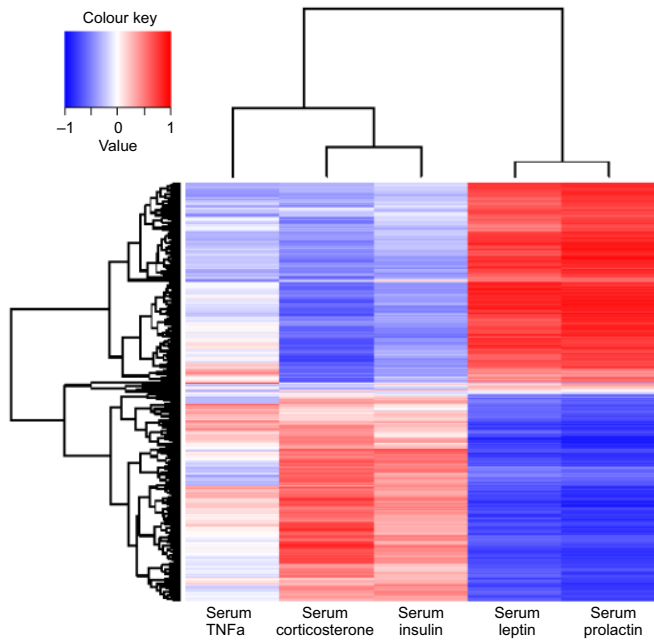 Colour key
–1 0 1
Value
Serum Serum Serum Serum Serum
TNFa corticosterone insulin leptin prolactin